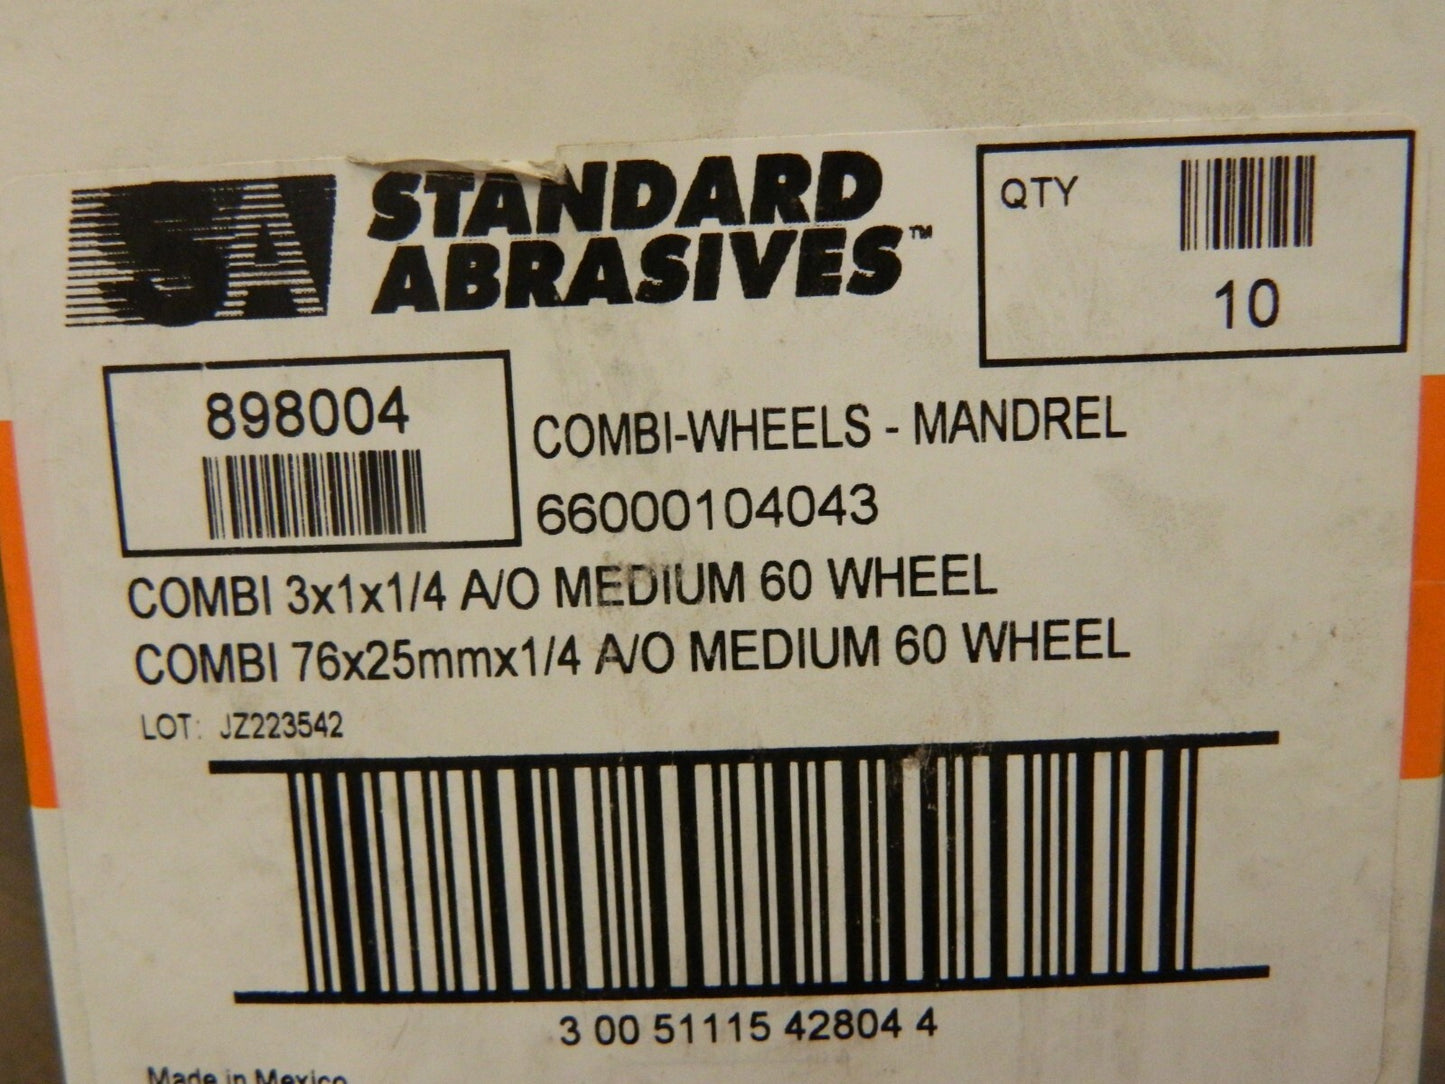 SA STANDARD
ABRASIVES™
QTY
10
898004
COMBI-WHEELS - MANDREL
66000104043
COMBI 3x1x1/4 A/O MEDIUM 60 WHEEL
COMBI 76x25mmx1/4 A/O MEDIUM 60 WHEEL
LOT: JZ223542
3 00 51115 42804 4
Made in Mexico